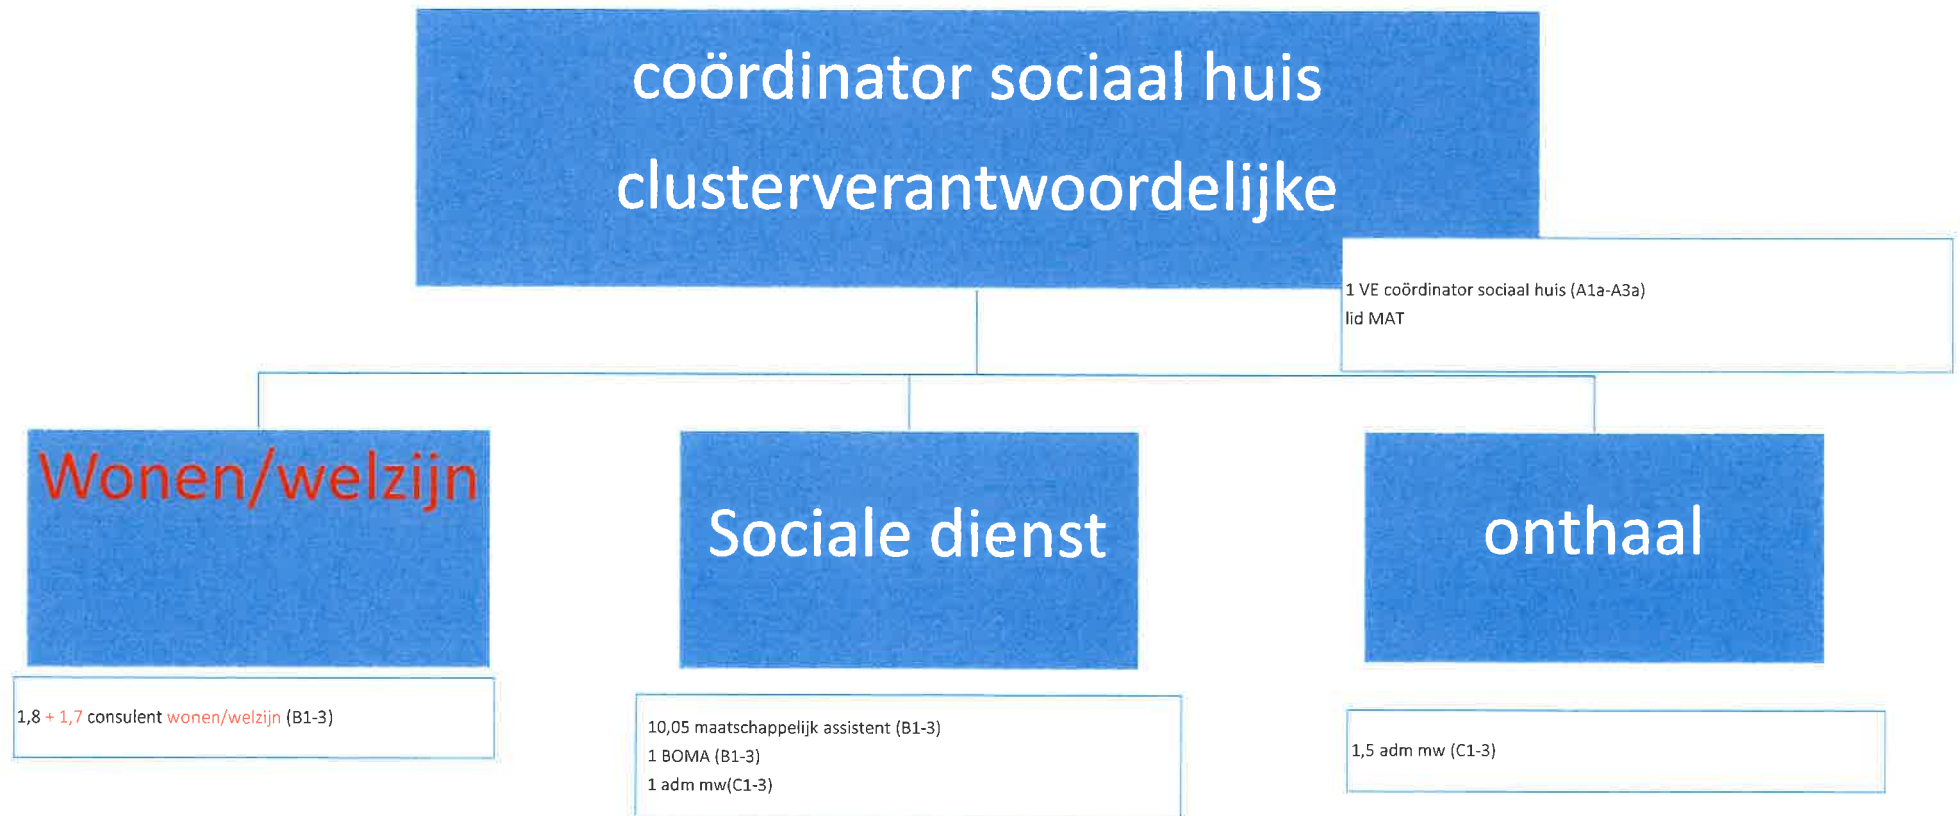 coördinator sociaal huis
clusterverantwoordelijke
1 VE coördinator sociaal huis (A1a-A3a)
lid MAT
Wonen/welzijn
1,8 + 1,7 consulent wonen/welzijn (B1-3)
Sociale dienst
10,05 maatschappelijk assistent (B1-3)
1 BOMA (B1-3)
1 adm mw(C1-3)
onthaal
1,5 adm mw (C1-3)